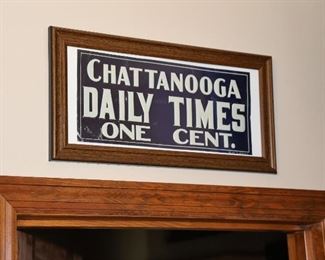 CHATTANOOGA
DAILY TIMES
ONE CENT.